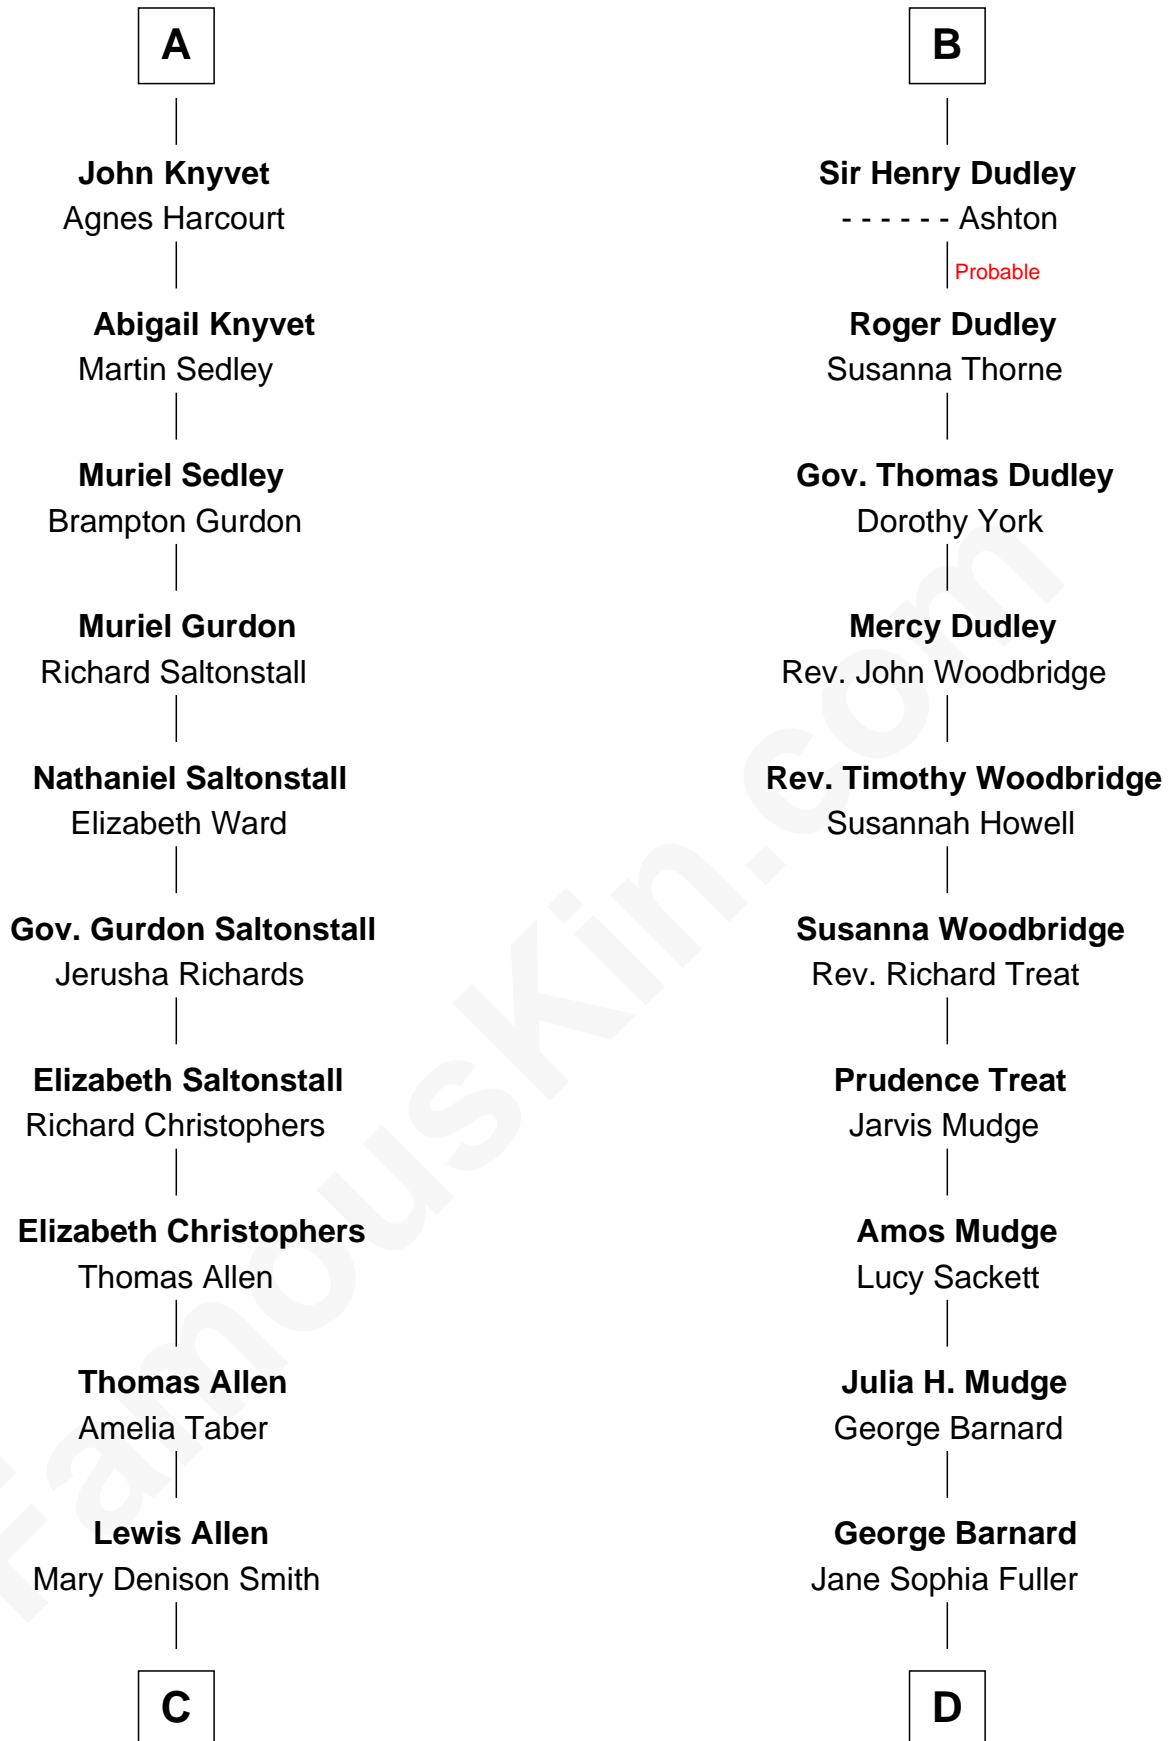 A
John Knyvet
Agnes Harcourt
Abigail Knyvet
Martin Sedley
Muriel Sedley
Brampton Gurdon
Muriel Gurdon
Richard Saltonstall
Nathaniel Saltonstall
Elizabeth Ward
Gov. Gurdon Saltonstall
Jerusha Richards
Elizabeth Saltonstall
Richard Christophers
Elizabeth Christophers
Thomas Allen
Thomas Allen
Amelia Taber
Lewis Allen
Mary Denison Smith
C
B
Sir Henry Dudley
- - - - - - Ashton
Probable
Roger Dudley
Susanna Thorne
Gov. Thomas Dudley
Dorothy York
Mercy Dudley
Rev. John Woodbridge
Rev. Timothy Woodbridge
Susannah Howell
Susanna Woodbridge
Rev. Richard Treat
Prudence Treat
Jarvis Mudge
Amos Mudge
Lucy Sackett
Julia H. Mudge
George Barnard
George Barnard
Jane Sophia Fuller
D
FamousKin.com